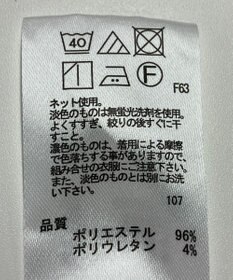 40
F
F63
ネット使用。
淡色のものは無蛍光洗剤を使用。
よくすすぎ、絞りの後すぐに干
すこと。
濃色のものは、着用による摩擦
で色落ちする事がありますので、
組み合せの衣服にご注意下さい。
また、淡色のものとは別にお洗
い下さい。
107
品質
ポリエステル 96%
ポリウレタン 4%